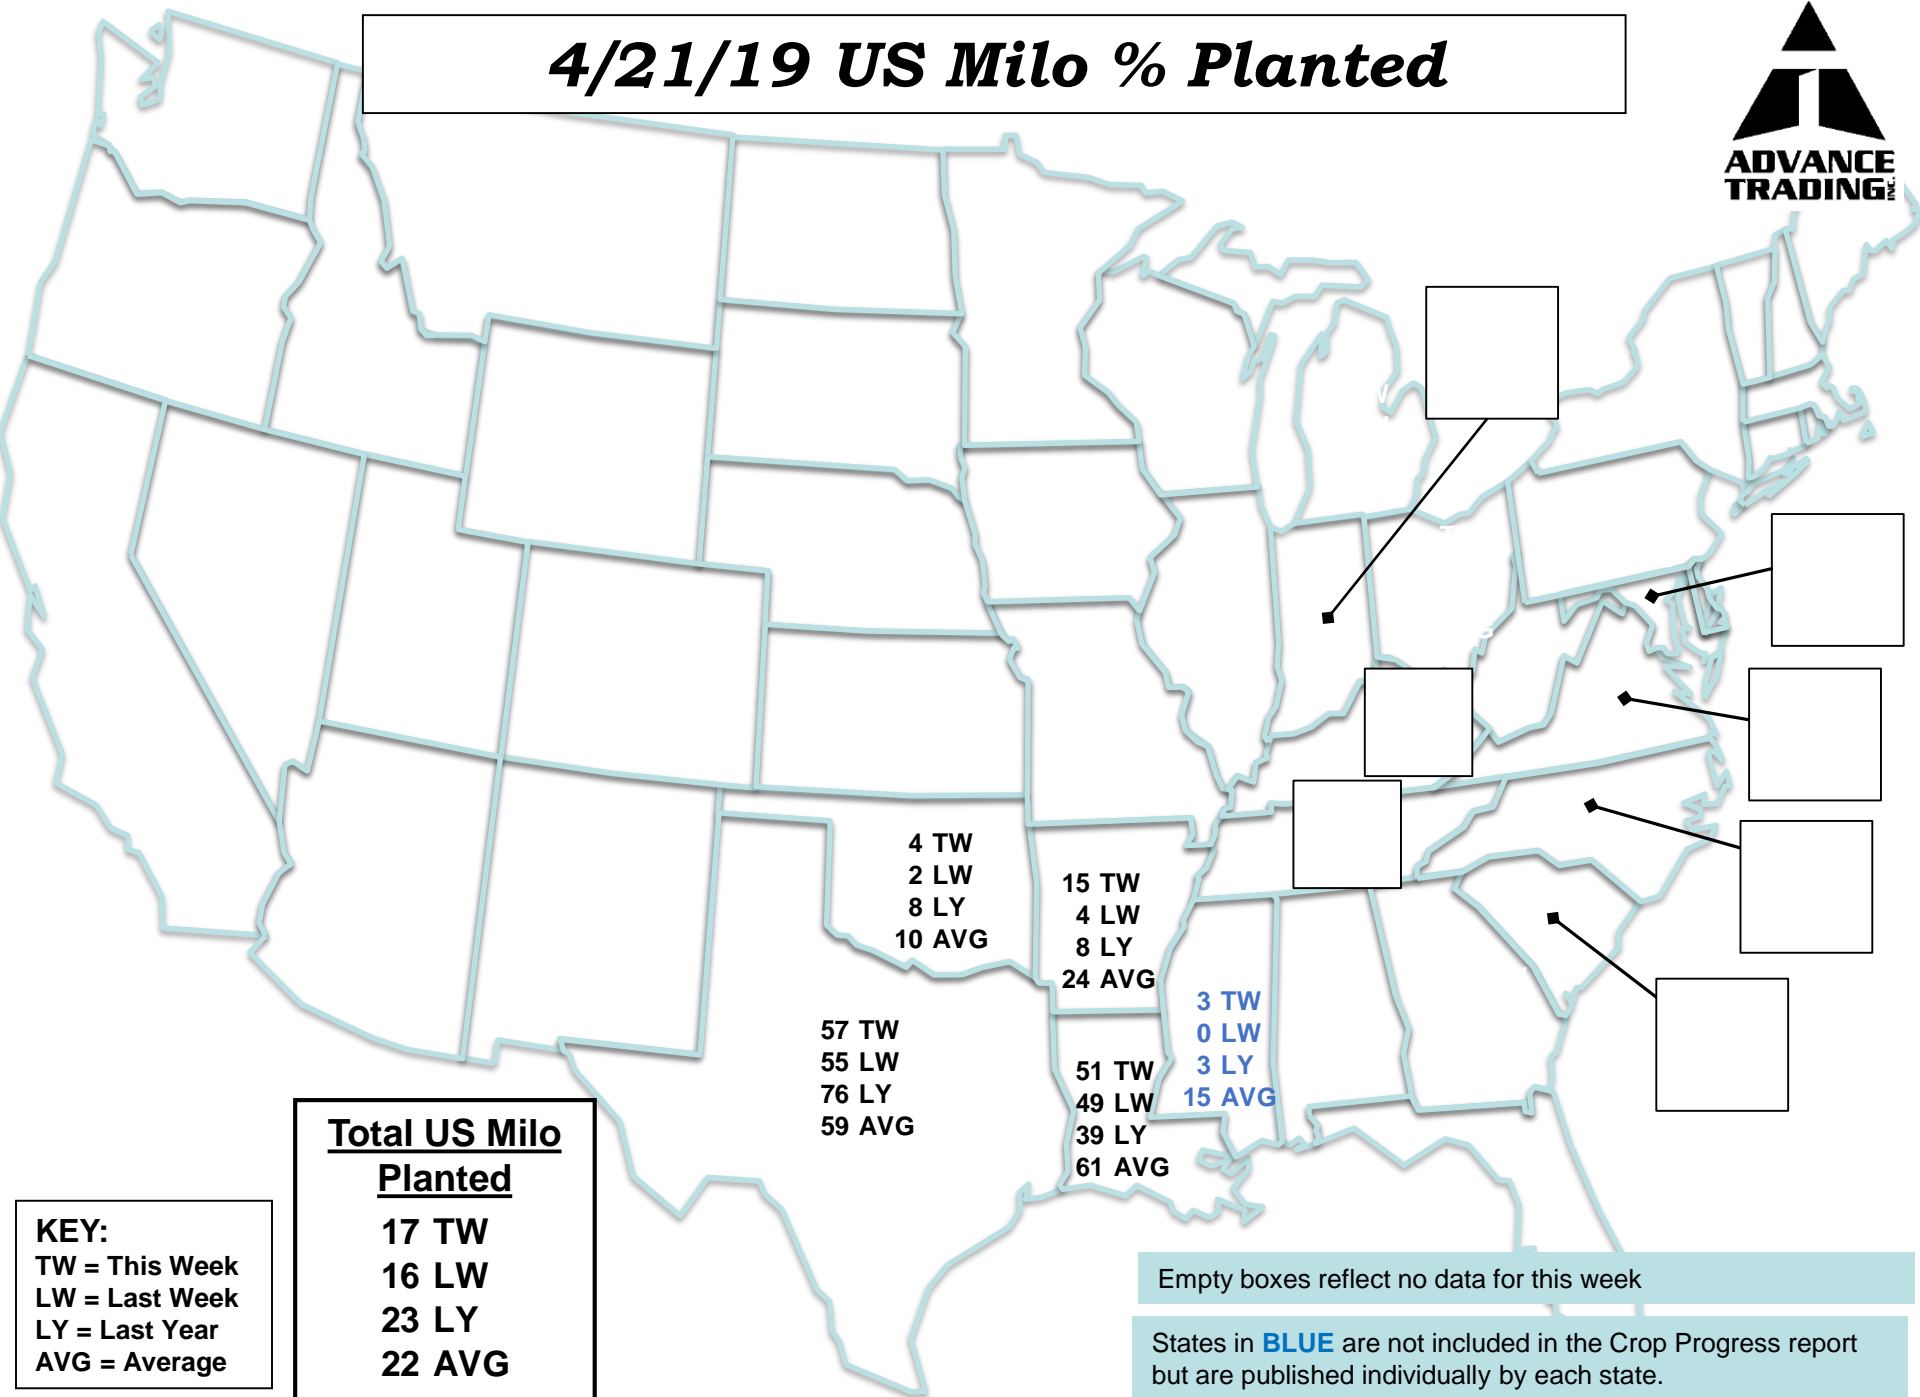 4/21/19 US Milo % Planted
ADVANCE
TRADING INC.
4 TW
2 LW
8 LY
10 AVG
15 TW
4 LW
8 LY
24 AVG
3 TW
0 LW
3 LY
15 AVG
57 TW
55 LW
76 LY
59 AVG
51 TW
49 LW
39 LY
61 AVG
Total US Milo
Planted
17 TW
16 LW
23 LY
22 AVG
KEY:
TW = This Week
LW = Last Week
LY = Last Year
AVG = Average
Empty boxes reflect no data for this week
States in BLUE are not included in the Crop Progress report
but are published individually by each state.